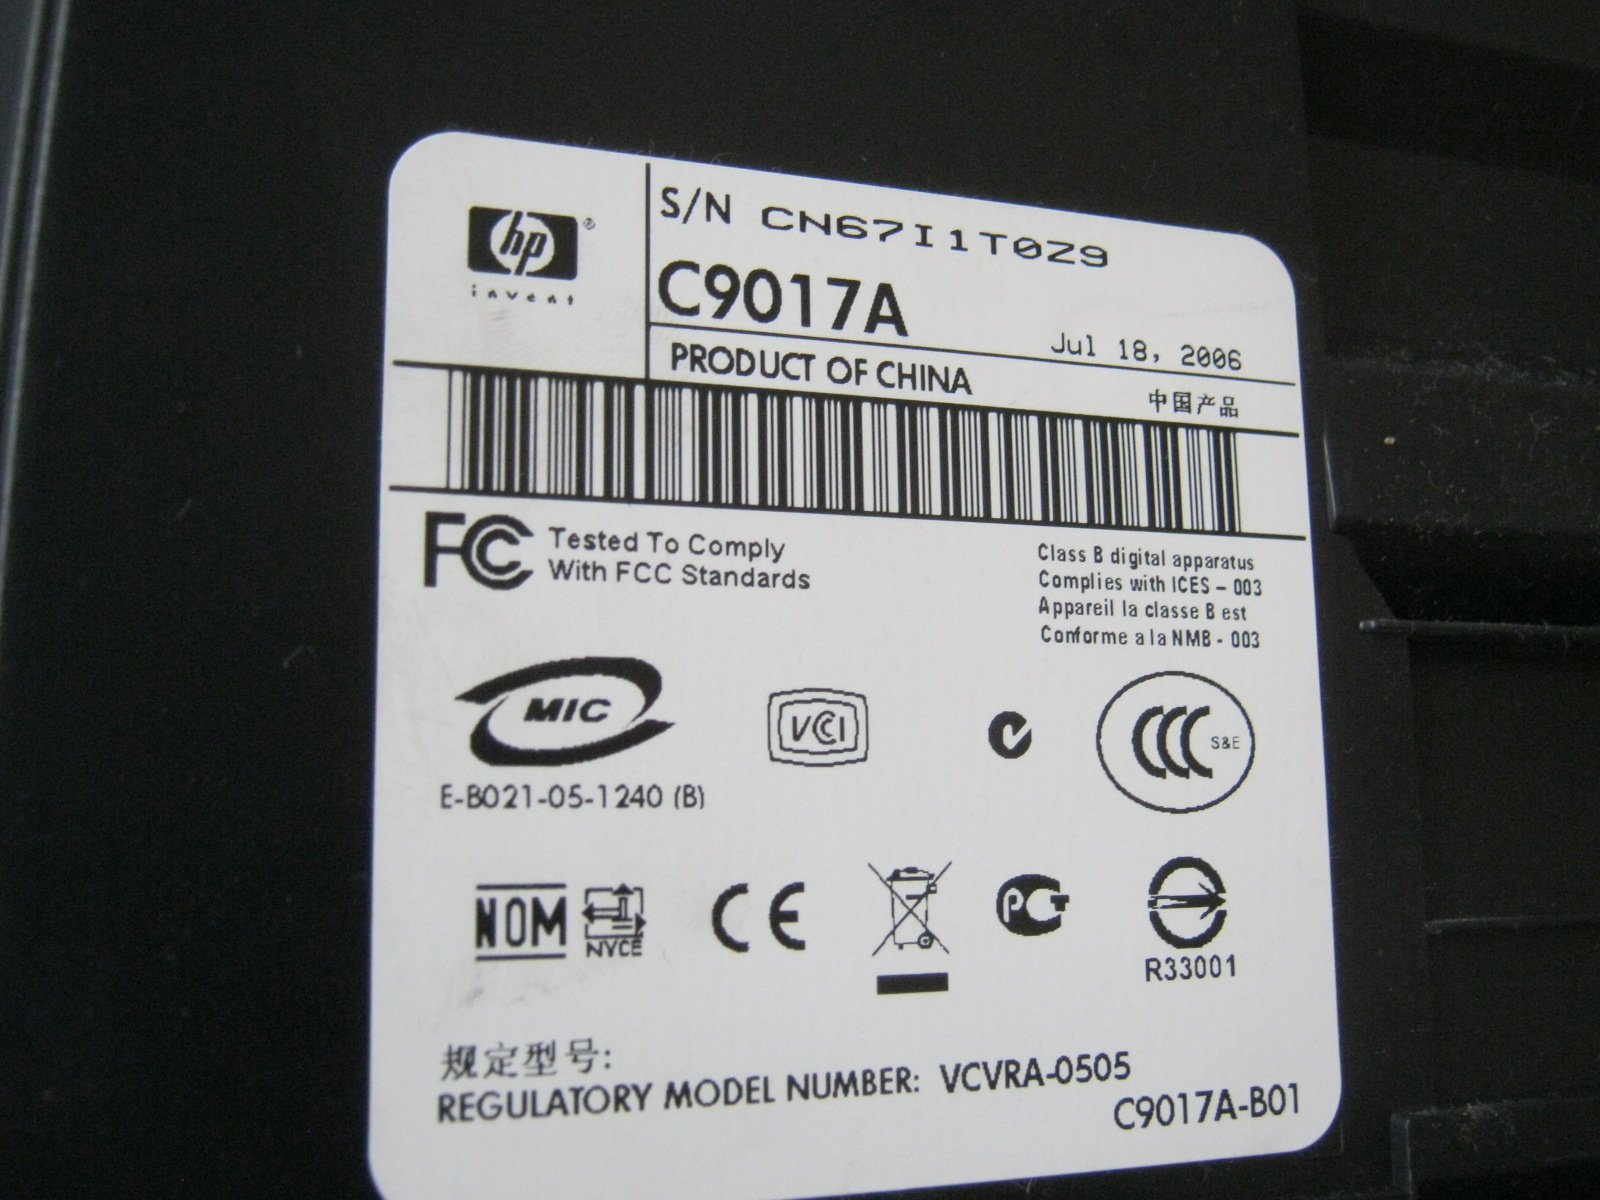 hp®
invent
S/N CN67I1T0Z9
C9017A
Jul 18, 2006
PRODUCT OF CHINA
中国产品
FC Tested To Comply
With FCC Standards
Class B digital apparatus
Complies with ICES - 003
Appareil la classe B est
Conforme a la NMB - 003
MIC
E-B021-05-1240 (B)
VCCI
CCC S&E
NOM
NYCE
CE
PCT
R33001
规定型号:
REGULATORY MODEL NUMBER: VCVRA-0505
C9017A-B01